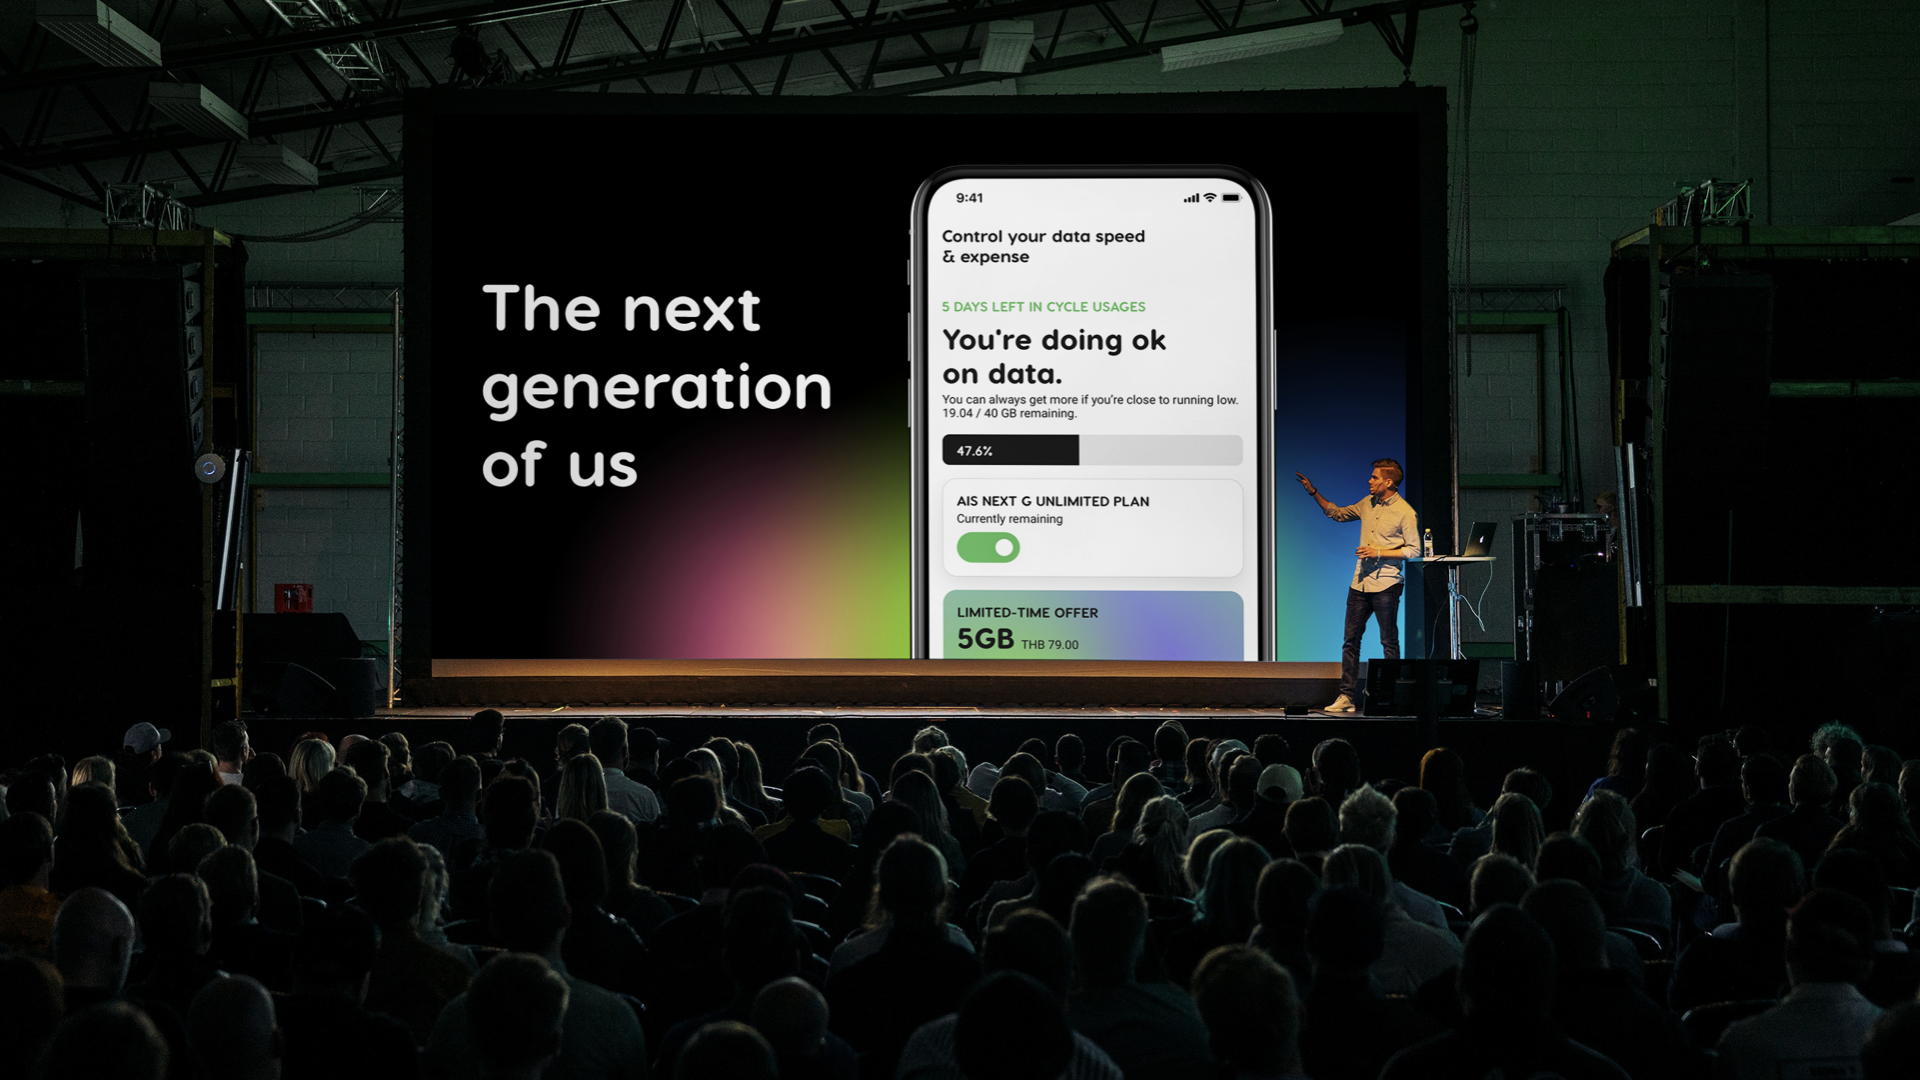 The next
generation
of us
9:41
Control your data speed
& expense
5 DAYS LEFT IN CYCLE USAGES
You're doing ok
on data.
You can always get more if you're close to running low.
19.04 / 40 GB remaining.
47.6%
AIS NEXT G UNLIMITED PLAN
Currently remaining
LIMITED-TIME OFFER
5GB THB 79.00